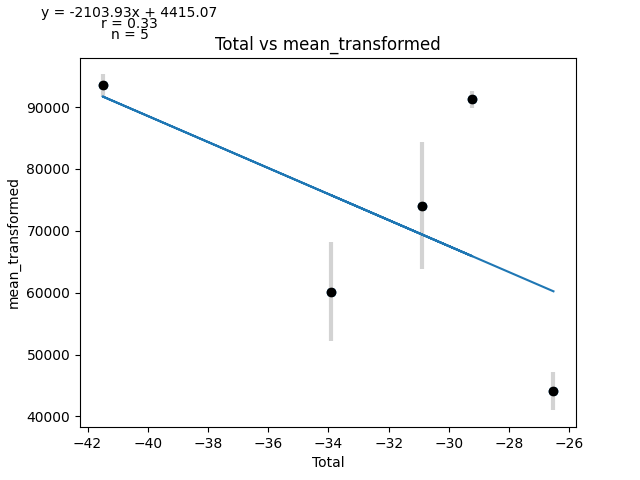 y = -2103.93x + 4415.07
r = 0.33
n = 5
Total vs mean_transformed
90000
80000
70000
60000
50000
40000
mean_transformed
−42
−40
−38
−36
−34
−32
−30
−28
−26
Total